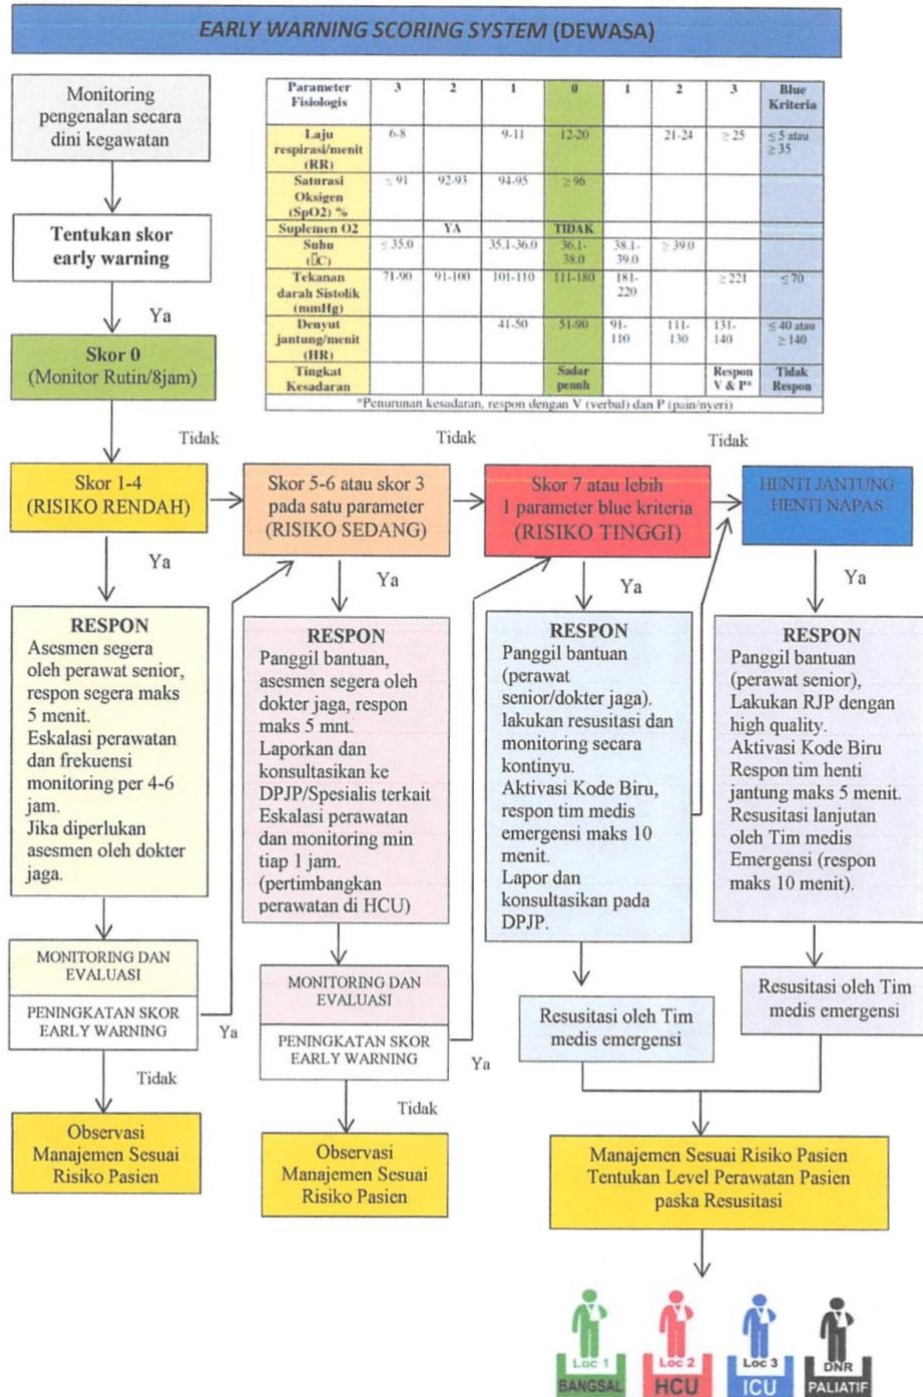 EARLY WARNING SCORING SYSTEM (DEWASA)
Monitoring
pengenalan secara
dini kegawatan
Tentukan skor
early warning
Ya
Skor 0
(Monitor Rutin/8jam)
Parameter Fisiologis 3 2 1 0 1 2 3 Blue Kriteria
Laju respirasi/menit (RR) 6-8 9-11 12-20 21-24 ≥ 25 ≤ 5 atau ≥ 35
Saturasi Oksigen (SpO2) % ≤ 91 92-93 94-95 ≥ 96
Suplemen O2 YA TIDAK
Suhu (▯C) ≤ 35.0 35.1-36.0 36.1-38.0 38.1-39.0 ≥ 39.0
Tekanan darah Sistolik (mmHg) 71-90 91-100 101-110 111-180 181-220 ≥221 ≤ 70
Denyut jantung/menit (HR) 41-50 51-90 91-110 111-130 131-140 ≤ 40 atau ≥ 140
Tingkat Kesadaran Sadar penuh Respon V & P* Tidak Respon
*Penurunan kesadaran, respon dengan V (verbal) dan P (pain/nyeri)
Tidak
Tidak
Tidak
Skor 1-4
(RISIKO RENDAH)
Skor 5-6 atau skor 3
pada satu parameter
(RISIKO SEDANG)
Skor 7 atau lebih
1 parameter blue kriteria
(RISIKO TINGGI)
HENTI JANTUNG
HENTI NAPAS
Ya
Ya
Ya
Ya
RESPON
Asesmen segera
oleh perawat senior,
respon segera maks
5 menit.
Eskalasi perawatan
dan frekuensi
monitoring per 4-6
jam.
Jika diperlukan
asesmen oleh dokter
jaga.
RESPON
Panggil bantuan,
asesmen segera oleh
dokter jaga, respon
maks 5 mnt.
Laporkan dan
konsultasikan ke
DPJP/Spesialis terkait
Eskalasi perawatan
dan monitoring min
tiap 1 jam.
(pertimbangkan
perawatan di HCU)
RESPON
Panggil bantuan
(perawat
senior/dokter jaga).
lakukan resusitasi dan
monitoring secara
kontinyu.
Aktivasi Kode Biru,
respon tim medis
emergensi maks 10
menit.
Lapor dan
konsultasikan pada
DPJP.
RESPON
Panggil bantuan
(perawat senior),
Lakukan RJP dengan
high quality.
Aktivasi Kode Biru
Respon tim henti
jantung maks 5 menit.
Resusitasi lanjutan
oleh Tim medis
Emergensi (respon
maks 10 menit).
MONITORING DAN
EVALUASI
PENINGKATAN SKOR
EARLY WARNING
Ya
Tidak
Observasi
Manajemen Sesuai
Risiko Pasien
MONITORING DAN
EVALUASI
PENINGKATAN SKOR
EARLY WARNING
Ya
Tidak
Observasi
Manajemen Sesuai
Risiko Pasien
Resusitasi oleh Tim
medis emergensi
Resusitasi oleh Tim
medis emergensi
Manajemen Sesuai Risiko Pasien
Tentukan Level Perawatan Pasien
paska Resusitasi
Loc 1
BANGSAL
Loc 2
HCU
Loc 3
ICU
DNR
PALIATIF